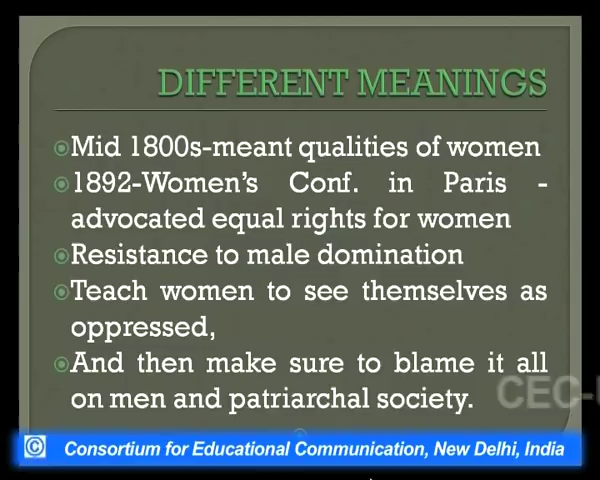 DIFFERENT MEANINGS
Mid 1800s-meant qualities of women
1892-Women's Conf. in Paris -
advocated equal rights for women
Resistance to male domination
Teach women to see themselves as
oppressed,
And then make sure to blame it all
on men and patriarchal society.
CEC-
© Consortium for Educational Communication, New Delhi, India